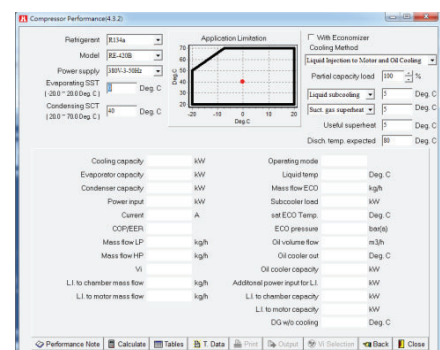 Compressor Performance(4.3.2)
Refrigerant R134a
Model RE-420B
Power supply 380V-3-50Hz
Evaporating SST Deg. C
( -20.0 ~ 20.0 Deg. C )
Condensing SCT 40 Deg. C
( 20.0 ~ 70.0 Deg. C )
Application Limitation
70
60
50
40
30
20
Deg C
-20 -10 0 10 20
Deg C
With Economizer
Cooling Method
Liquid Injection to Motor and Oil Cooling
Partial capacity load 100 %
Liquid subcooling 5 Deg. C
Suct. gas superheat 5 Deg. C
Useful superheat 5 Deg. C
Disch. temp. expected 80 Deg. C
Cooling capacity kW
Evaporator capacity kW
Condenser capacity kW
Power input kW
Current A
COP/EER
Mass flow LP kg/h
Mass flow HP kg/h
Vi
L.I. to chamber mass flow kg/h
L.I. to motor mass flow kg/h
Operating mode
Liquid temp Deg. C
Mass flow ECO kg/h
Subcooler load kW
sat ECO Temp. Deg. C
ECO pressure bar(a)
Oil volume flow m3/h
Oil cooler out Deg. C
Oil cooler capacity kW
Additional power input for L.I. kW
L.I. to chamber capacity kW
L.I. to motor capacity kW
DG w/o cooling Deg. C
Performance Note Calculate Tables T. Data Print Output Vi Selection Back Close